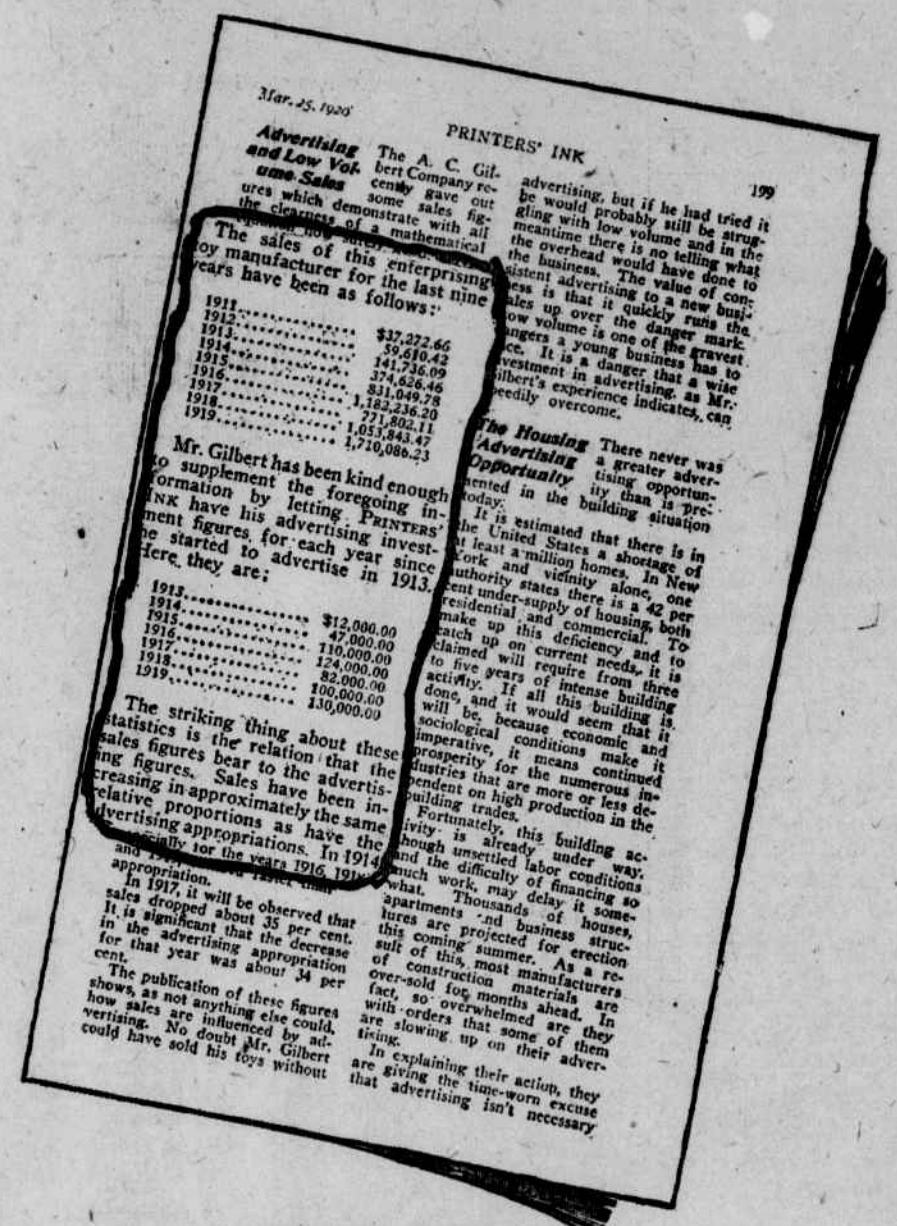 Mar. 25, 1920
PRINTERS' INK
199
Advertising
and Low Vol-
ume Sales
The A. C. Gil-
bert Company re-
cently gave out
some sales fig-
ures which demonstrate with all
the clearness of a mathematical
The sales of this enterprising
toy manufacturer for the last nine
years have been as follows:
1911.............. $37,272.66
1912.............. 59,610.42
1913.............. 141,736.09
1914.............. 374,626.46
1915.............. 831,049.78
1916.............. 1,182,236.20
1917.............. 771,802.11
1918.............. 1,053,843.47
1919.............. 1,710,086.23
Mr. Gilbert has been kind enough
to supplement the foregoing in-
formation by letting PRINTERS'
INK have his advertising invest-
ment figures for each year since
he started to advertise in 1913.
Here they are:
1913.............. $12,000.00
1914.............. 47,000.00
1915.............. 110,000.00
1916.............. 124,000.00
1917.............. 82,000.00
1918.............. 100,000.00
1919.............. 130,000.00
The striking thing about these
statistics is the relation that the
sales figures bear to the advertis-
ing figures. Sales have been in-
creasing in approximately the same
relative proportions as have the
advertising appropriations. In 1914
especially for the years 1916, 191
and 19 faster than
appropriation.
In 1917, it will be observed that
sales dropped about 35 per cent.
It is significant that the decrease
in the advertising appropriation
for that year was about 34 per
cent.
The publication of these figures
shows, as not anything else could,
how sales are influenced by ad-
vertising. No doubt Mr. Gilbert
could have sold his toys without
advertising, but if he had tried it
he would probably still be strug-
gling with low volume and in the
meantime there is no telling what
the overhead would have done to
the business. The value of con-
sistent advertising to a new busi-
ness is that it quickly runs the
sales up over the danger mark.
Low volume is one of the gravest
dangers a young business has to
face. It is a danger that a wise
investment in advertising, as Mr.
Gilbert's experience indicates, can
speedily overcome.
The Housing
Advertising
Opportunity
There never was
a greater adver-
tising opportun-
ity than is pre-
sented in the building situation
today.
It is estimated that there is in
the United States a shortage of
at least a million homes. In New
York and vicinity alone, one
authority states there is a 42 per
cent under-supply of housing, both
residential and commercial. To
make up this deficiency and to
catch up on current needs, it is
claimed will require from three
to five years of intense building
activity. If all this building is
done, and it would seem that it
will be, because economic and
sociological conditions make it
imperative, it means continued
prosperity for the numerous in-
dustries that are more or less de-
pendent on high production in the
building trades.
Fortunately, this building ac-
tivity is already under way,
though unsettled labor conditions
and the difficulty of financing so
much work, may delay it some-
what. Thousands of houses,
apartments nd business struc-
tures are projected for erection
this coming summer. As a re-
sult of this, most manufacturers
of construction materials are
over-sold for months ahead. In
fact, so overwhelmed are they
with orders that some of them
are slowing up on their adver-
tising.
In explaining their action, they
are giving the time-worn excuse
that advertising isn't necessary